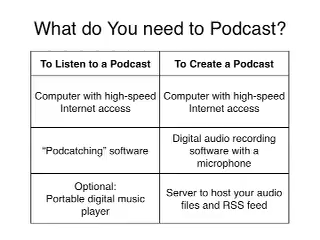 What do You need to Podcast?
To Listen to a Podcast
To Create a Podcast
Computer with high-speed
Internet access
Computer with high-speed
Internet access
“Podcatching” software
Digital audio recording
software with a
microphone
Optional:
Portable digital music
player
Server to host your audio
files and RSS feed